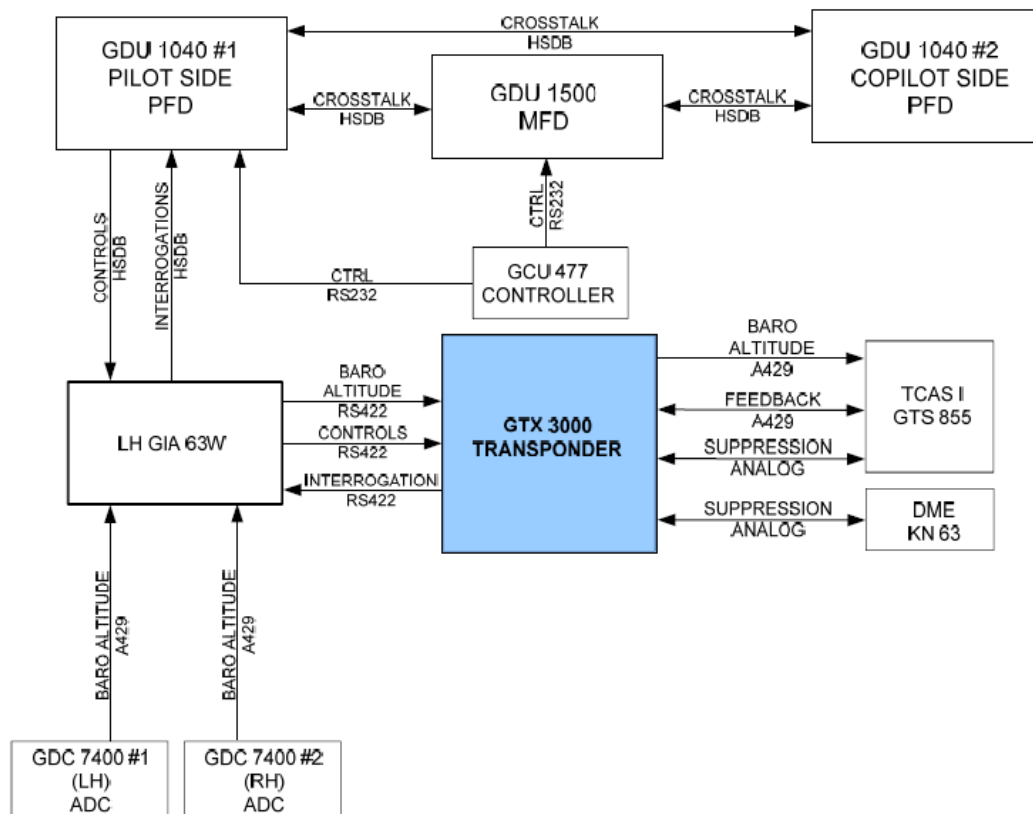 GDU 1040 #1
PILOT SIDE
PFD
CROSSTALK
HSDB
GDU 1040 #2
COPILOT SIDE
PFD
CROSSTALK
HSDB
GDU 1500
MFD
CROSSTALK
HSDB
CONTROLS
HSDB
INTERROGATIONS
HSDB
CTRL
RS232
CTRL
RS232
GCU 477
CONTROLLER
LH GIA 63W
BARO
ALTITUDE
RS422
CONTROLS
RS422
INTERROGATION
RS422
GTX 3000
TRANSPONDER
BARO
ALTITUDE
A429
FEEDBACK
A429
SUPPRESSION
ANALOG
TCAS I
GTS 855
SUPPRESSION
ANALOG
DME
KN 63
BARO ALTITUDE
A429
BARO ALTITUDE
A429
GDC 7400 #1
(LH)
ADC
GDC 7400 #2
(RH)
ADC